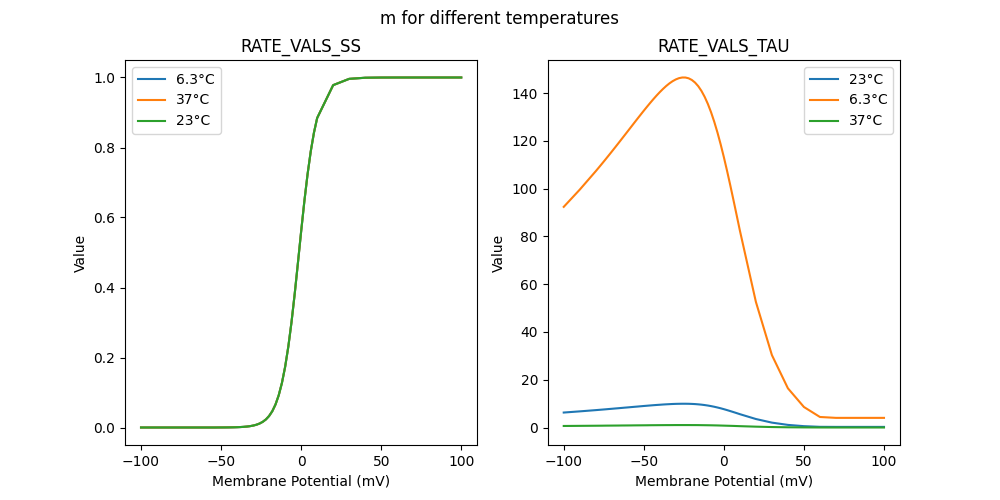 m for different temperatures
RATE_VALS_SS
6.3°C
37°C
23°C
1.0
0.8
0.6
0.4
0.2
0.0
Value
−100
−50
0
50
100
Membrane Potential (mV)
RATE_VALS_TAU
23°C
6.3°C
37°C
140
120
100
80
60
40
20
0
Value
−100
−50
0
50
100
Membrane Potential (mV)